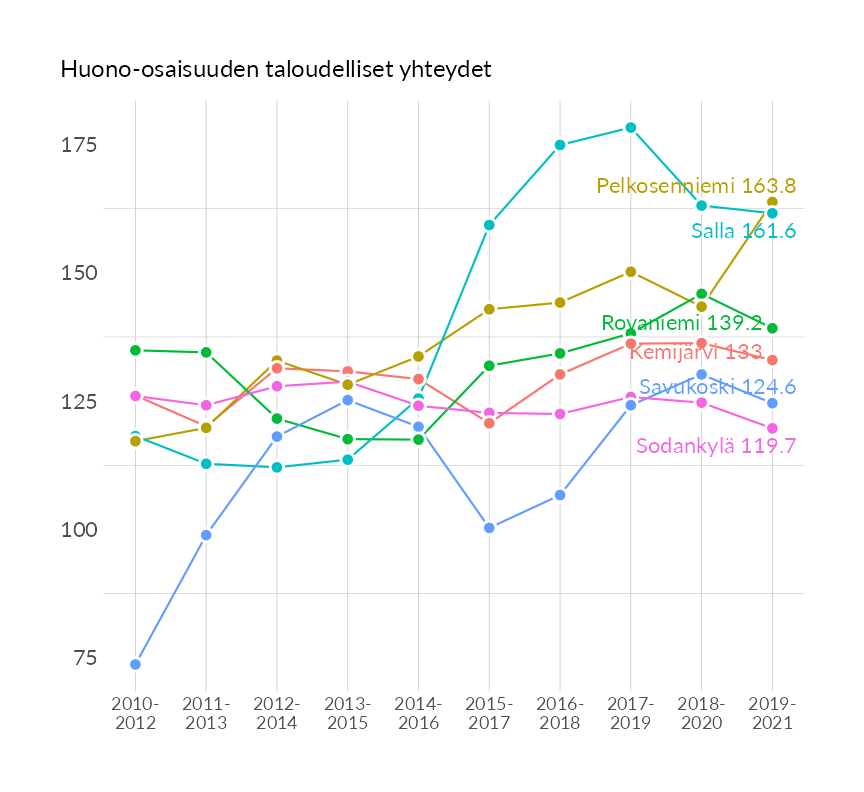 Huono-osaisuuden taloudelliset yhteydet
175
Pelkosenniemi 163.8
Salla 161.6
150
Rovaniemi 139.2
Kemijärvi 133
Savukoski 124.6
125
Sodankylä 119.7
100
75
2010- 2011- 2012- 2013- 2014- 2015- 2016- 2017- 2018- 2019-
2012 2013 2014 2015 2016 2017 2018 2019 2020 2021